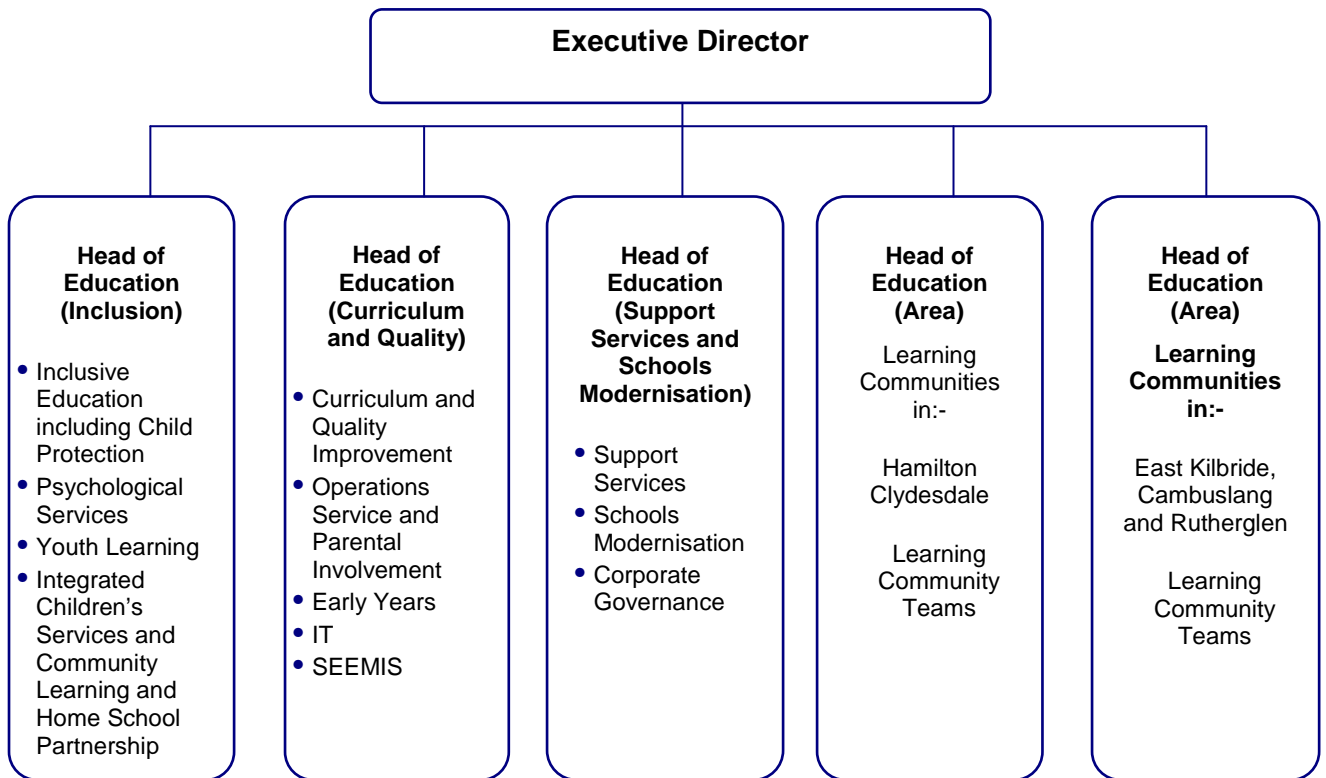 Executive Director
Head of
Education
(Inclusion)
• Inclusive
Education
including Child
Protection
• Psychological
Services
• Youth Learning
• Integrated
Children’s
Services and
Community
Learning and
Home School
Partnership
Head of
Education
(Curriculum
and Quality)
• Curriculum and
Quality
Improvement
• Operations
Service and
Parental
Involvement
• Early Years
• IT
• SEEMIS
Head of
Education
(Support
Services and
Schools
Modernisation)
• Support
Services
• Schools
Modernisation
• Corporate
Governance
Head of
Education
(Area)
Learning
Communities
in:-
Hamilton
Clydesdale
Learning
Community
Teams
Head of
Education
(Area)
Learning
Communities
in:-
East Kilbride,
Cambuslang
and Rutherglen
Learning
Community
Teams